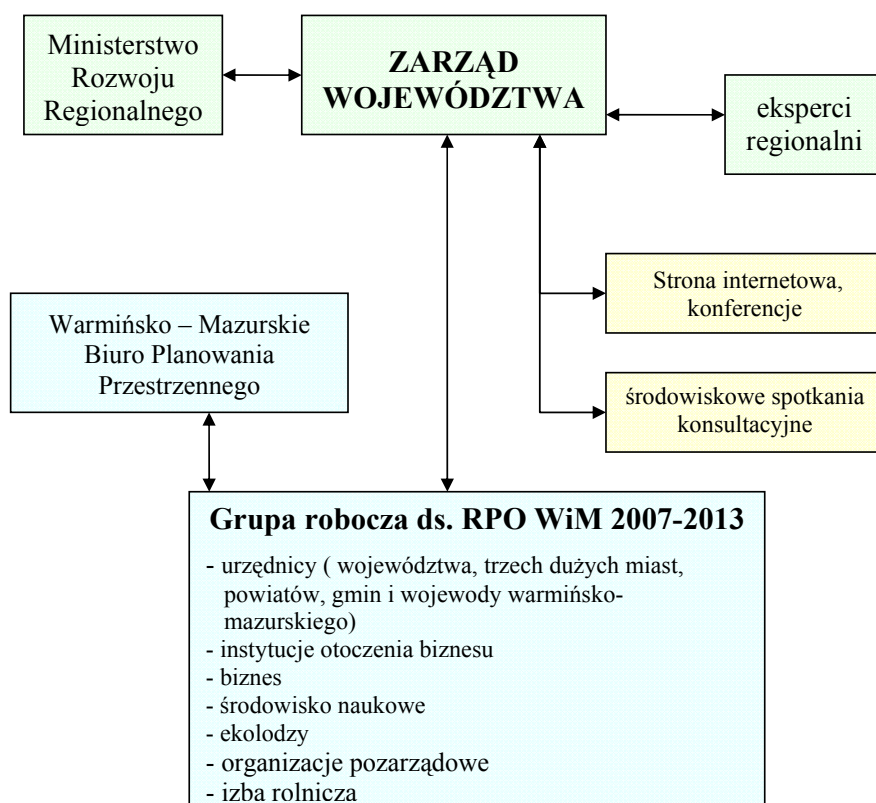 Ministerstwo
Rozwoju
Regionalnego
ZARZĄD
WOJEWÓDZTWA
eksperci
regionalni
Strona internetowa,
konferencje
Warmińsko – Mazurskie
Biuro Planowania
Przestrzennego
środowiskowe spotkania
konsultacyjne
Grupa robocza ds. RPO WiM 2007-2013
- urzędnicy ( województwa, trzech dużych miast,
powiatów, gmin i wojewody warmińsko-
mazurskiego)
- instytucje otoczenia biznesu
- biznes
- środowisko naukowe
- ekolodzy
- organizacje pozarządowe
- izba rolnicza